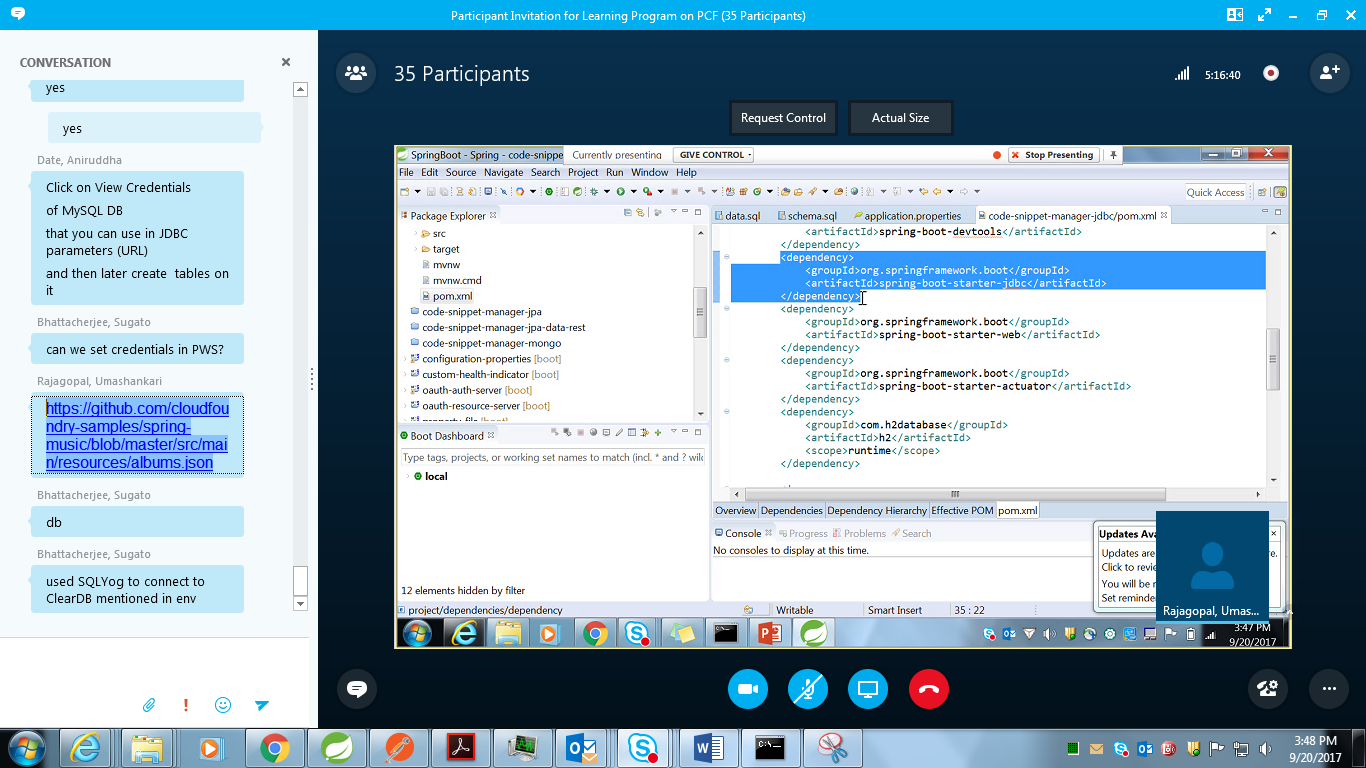 Participant Invitation for Learning Program on PCF (35 Participants)
CONVERSATION
yes
yes
Date, Aniruddha
Click on View Credentials
of MySQL DB
that you can use in JDBC
parameters (URL)
and then later create tables on
it
Bhattacherjee, Sugato
can we set credentials in PWS?
Rajagopal, Umashankari
https://github.com/cloudfou
ndry-samples/spring-
music/blob/master/src/mai
n/resources/albums.json
Bhattacherjee, Sugato
db
Bhattacherjee, Sugato
used SQLYog to connect to
ClearDB mentioned in env
35 Participants
5:16:40
Request Control
Actual Size
SpringBoot - Spring - code-snippe
Currently presenting
GIVE CONTROL
Stop Presenting
File Edit Source Navigate Search Project Run Window Help
Quick Access
Package Explorer
src
target
mvnw
mvnw.cmd
pom.xml
code-snippet-manager-jpa
code-snippet-manager-jpa-data-rest
code-snippet-manager-mongo
configuration-properties [boot]
custom-health-indicator [boot]
oauth-auth-server [boot]
oauth-resource-server [boot]
Boot Dashboard
Type tags, projects, or working set names to match (incl. * and ? wild
local
12 elements hidden by filter
data.sql schema.sql application.properties code-snippet-manager-jdbc/pom.xml
<artifactId>spring-boot-devtools</artifactId>
</dependency>
<dependency>
<groupId>org.springframework.boot</groupId>
<artifactId>spring-boot-starter-jdbc</artifactId>
</dependency>
<dependency>
<groupId>org.springframework.boot</groupId>
<artifactId>spring-boot-starter-web</artifactId>
</dependency>
<dependency>
<groupId>org.springframework.boot</groupId>
<artifactId>spring-boot-starter-actuator</artifactId>
</dependency>
<dependency>
<groupId>com.h2database</groupId>
<artifactId>h2</artifactId>
<scope>runtime</scope>
</dependency>
Overview Dependencies Dependency Hierarchy Effective POM pom.xml
Console Progress Problems Search
No consoles to display at this time.
Updates Ava
Updates are
Click to revie
You will be r
Set reminde
Rajagopal, Umas...
project/dependencies/dependency
Writable
Smart Insert
35 : 22
3:47 PM
9/20/2017
3:48 PM
9/20/2017